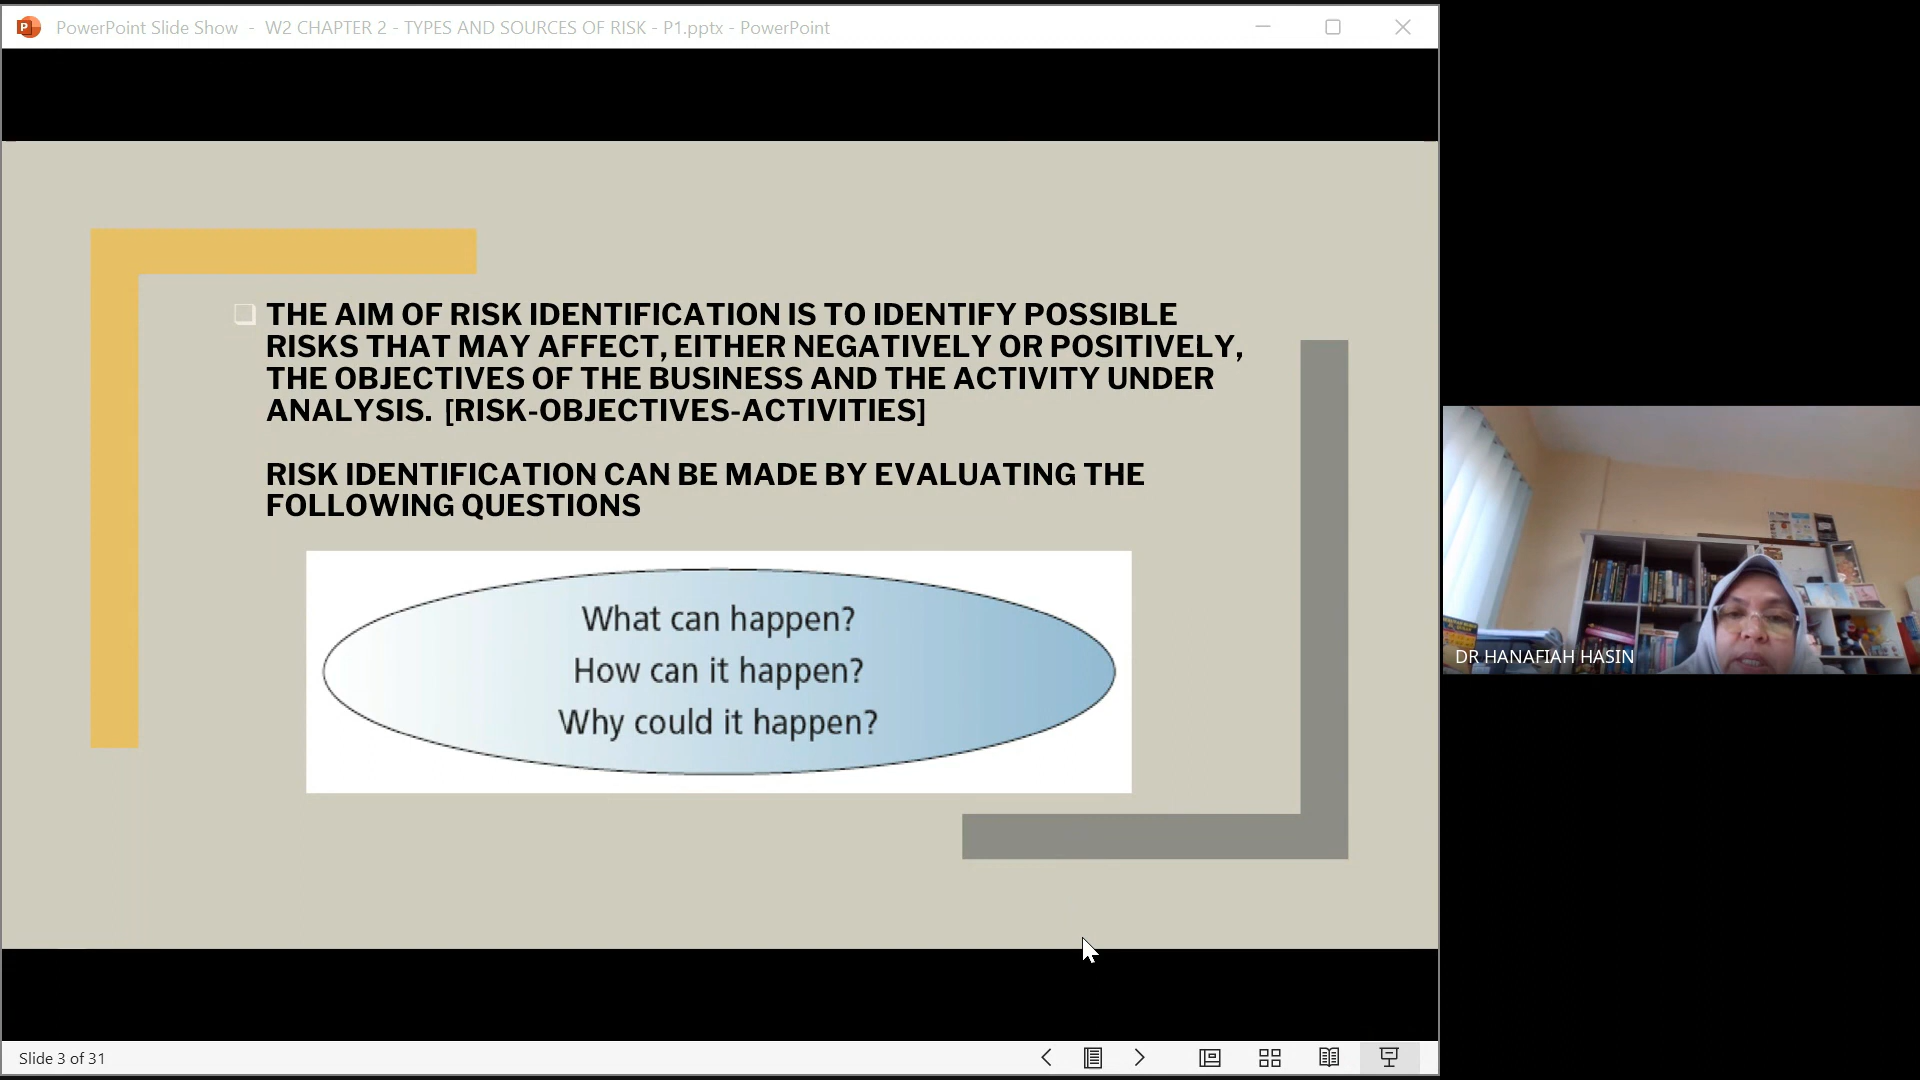 PowerPoint Slide Show - W2 CHAPTER 2 - TYPES AND SOURCES OF RISK - P1.pptx - PowerPoint
THE AIM OF RISK IDENTIFICATION IS TO IDENTIFY POSSIBLE
RISKS THAT MAY AFFECT, EITHER NEGATIVELY OR POSITIVELY,
THE OBJECTIVES OF THE BUSINESS AND THE ACTIVITY UNDER
ANALYSIS. [RISK-OBJECTIVES-ACTIVITIES]
RISK IDENTIFICATION CAN BE MADE BY EVALUATING THE
FOLLOWING QUESTIONS
What can happen?
How can it happen?
Why could it happen?
DR HANAFIAH HASIN
Slide 3 of 31